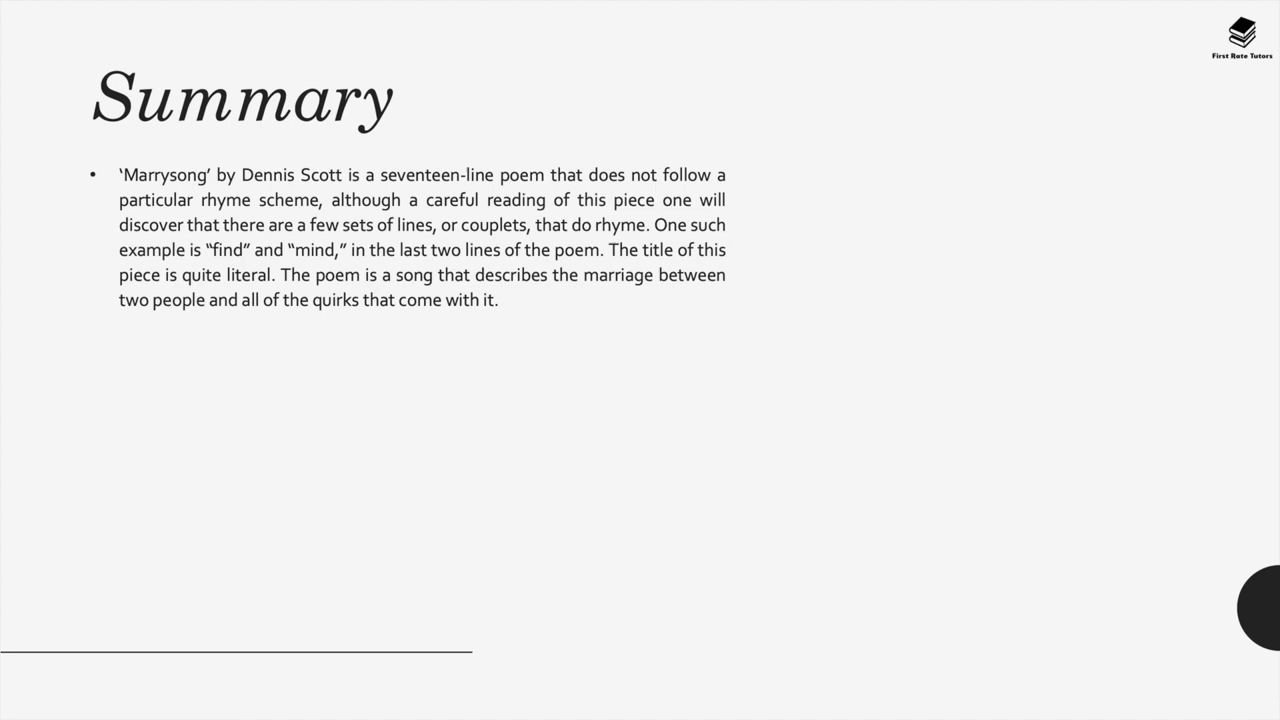 First Rate Tutors
Summary
• ‘Marrysong’ by Dennis Scott is a seventeen-line poem that does not follow a
particular rhyme scheme, although a careful reading of this piece one will
discover that there are a few sets of lines, or couplets, that do rhyme. One such
example is “find” and “mind,” in the last two lines of the poem. The title of this
piece is quite literal. The poem is a song that describes the marriage between
two people and all of the quirks that come with it.